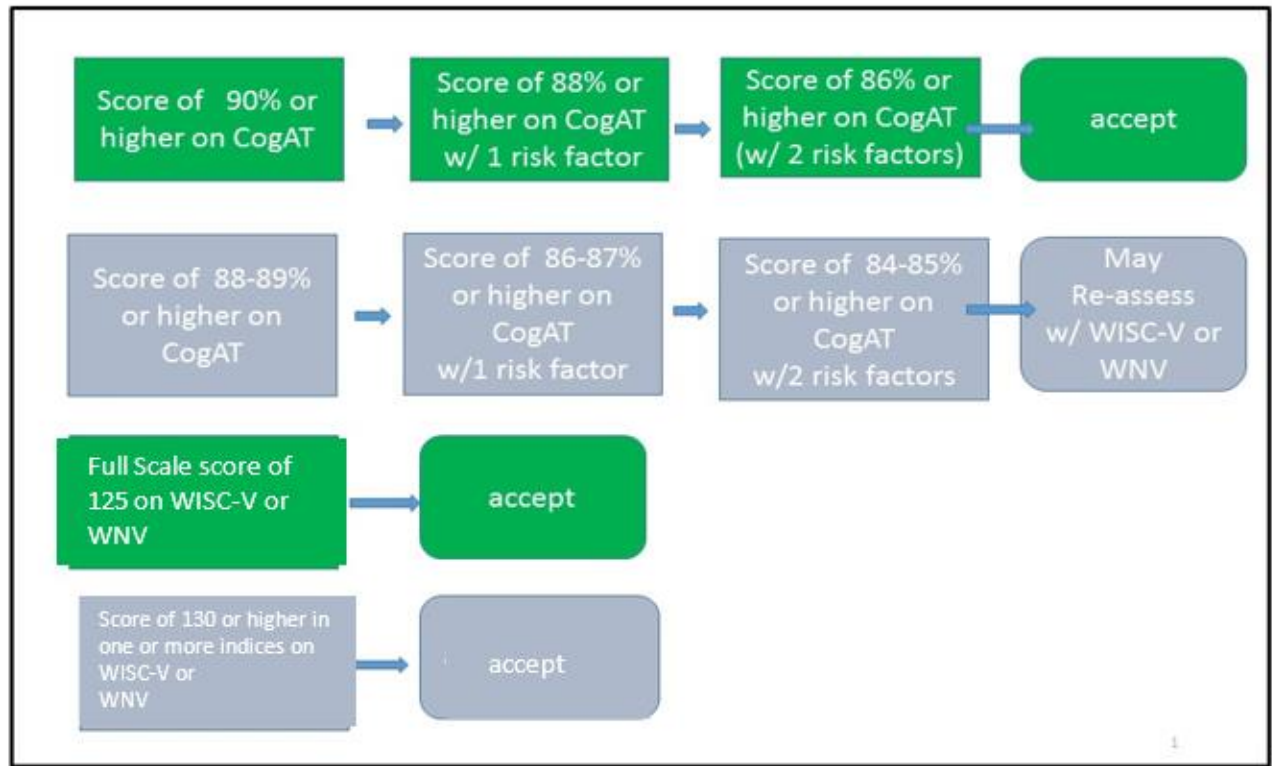 Score of 90% or
higher on CogAT
Score of 88% or
higher on CogAT
w/ 1 risk factor
Score of 86% or
higher on CogAT
(w/ 2 risk factors)
accept
Score of 88-89%
or higher on
CogAT
Score of 86-87%
or higher on
CogAT
w/1 risk factor
Score of 84-85%
or higher on
CogAT
w/2 risk factors
May
Re-assess
w/ WISC-V or
WNV
Full Scale score of
125 on WISC-V or
WNV
accept
Score of 130 or higher in
one or more indices on
WISC-V or
WNV
accept
1